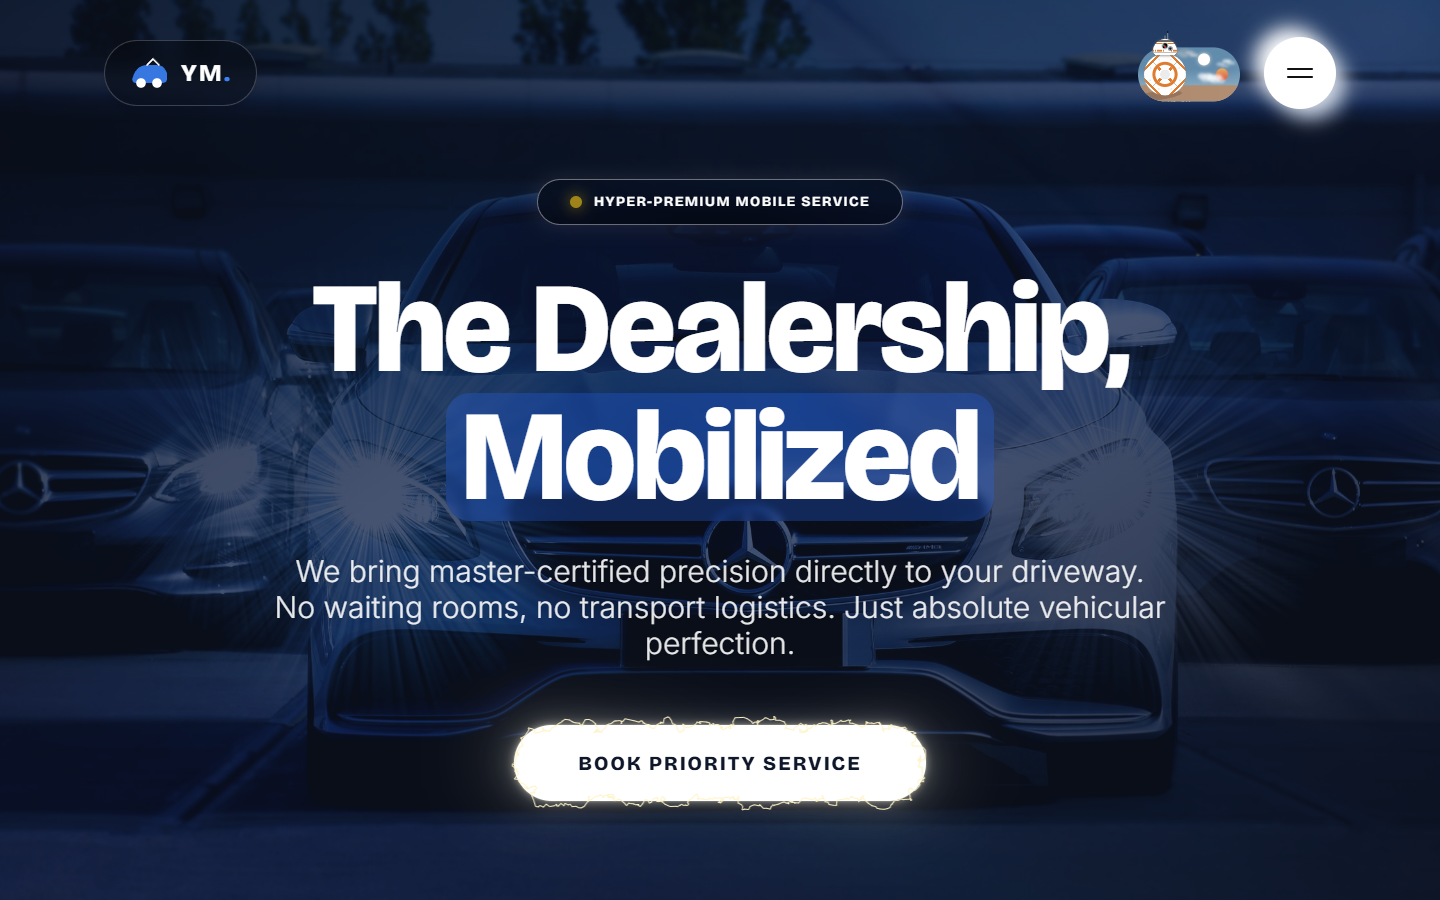 YM.
HYPER-PREMIUM MOBILE SERVICE
The Dealership,
Mobilized
We bring master-certified precision directly to your driveway.
No waiting rooms, no transport logistics. Just absolute vehicular
perfection.
BOOK PRIORITY SERVICE